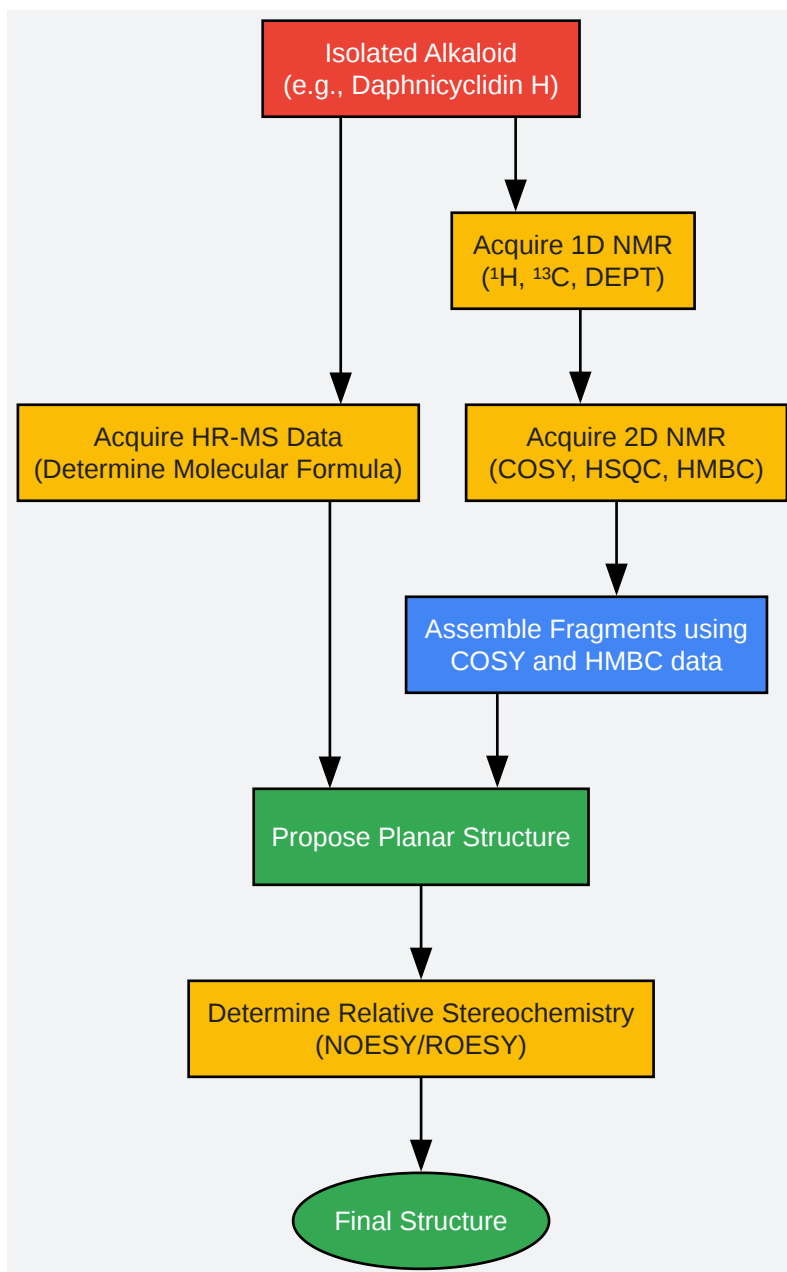 Isolated Alkaloid
(e.g., Daphnicyclidin H)
Acquire 1D NMR
(¹H, ¹³C, DEPT)
Acquire HR-MS Data
(Determine Molecular Formula)
Acquire 2D NMR
(COSY, HSQC, HMBC)
Assemble Fragments using
COSY and HMBC data
Propose Planar Structure
Determine Relative Stereochemistry
(NOESY/ROESY)
Final Structure